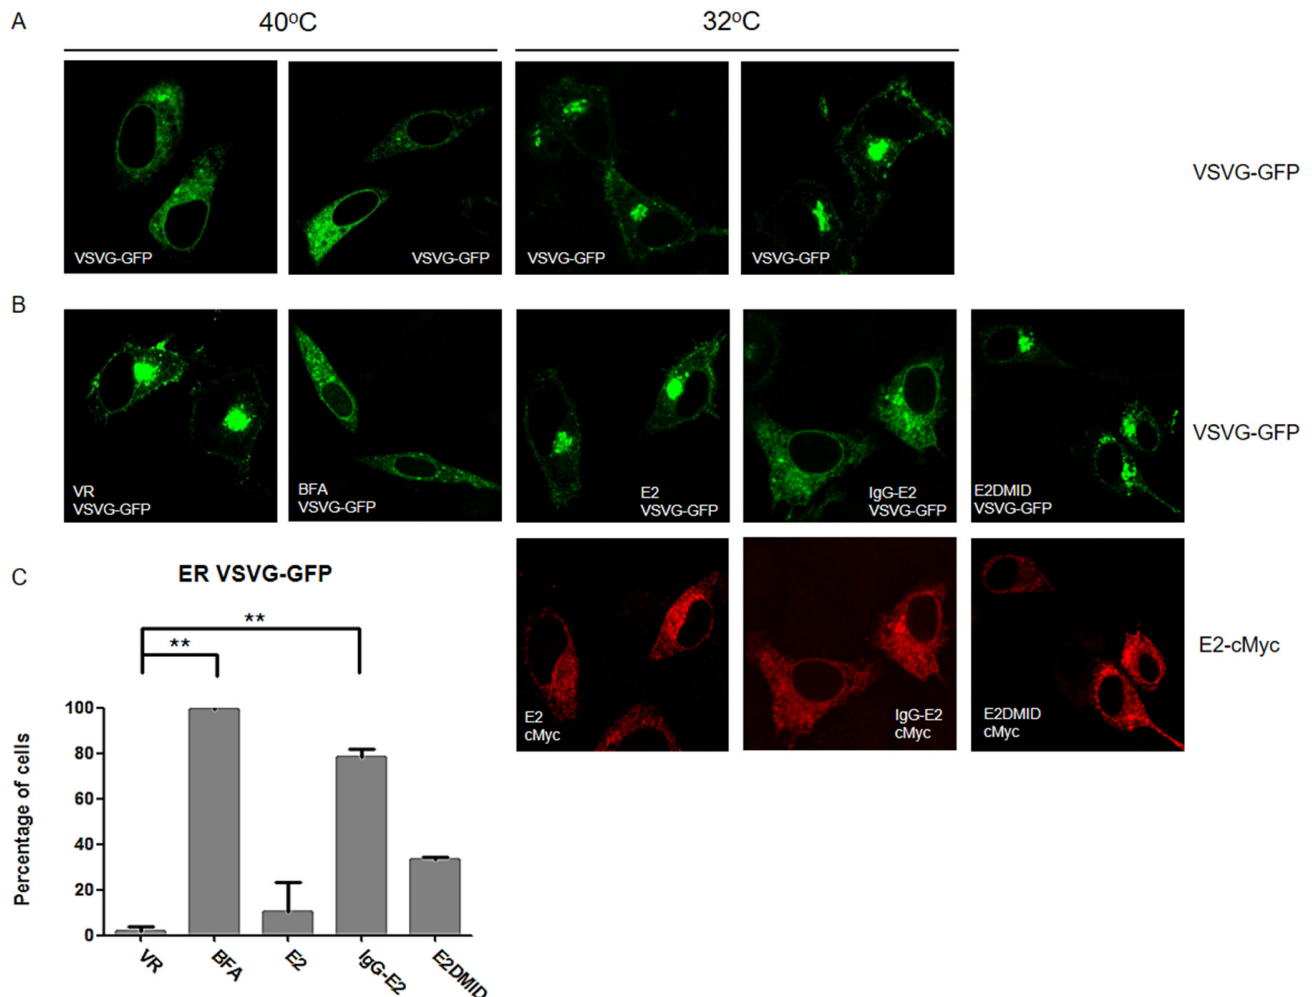 A
40°C
32°C
VSVG-GFP
VSVG-GFP
VSVG-GFP
VSVG-GFP
VSVG-GFP
B
VR
VSVG-GFP
BFA
VSVG-GFP
E2
VSVG-GFP
IgG-E2
VSVG-GFP
E2DMID
VSVG-GFP
VSVG-GFP
E2
cMyc
IgG-E2
cMyc
E2DMID
cMyc
E2-cMyc
C
ER VSVG-GFP
**
**
Percentage of cells
100
80
60
40
20
0
VR
BFA
E2
IgG-E2
E2DMID